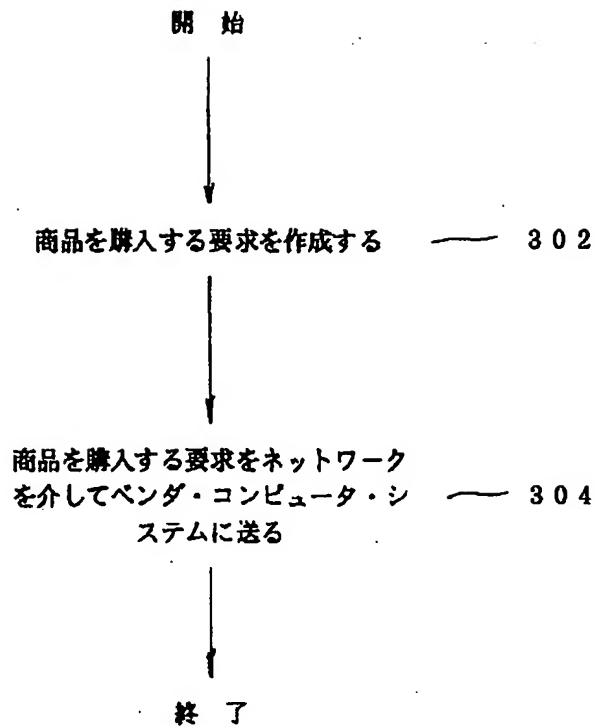 開 始
商品を購入する要求を作成する 302
商品を購入する要求をネットワーク
を介してベンダ・コンピュータ・シ 304
ステムに送る
終 了